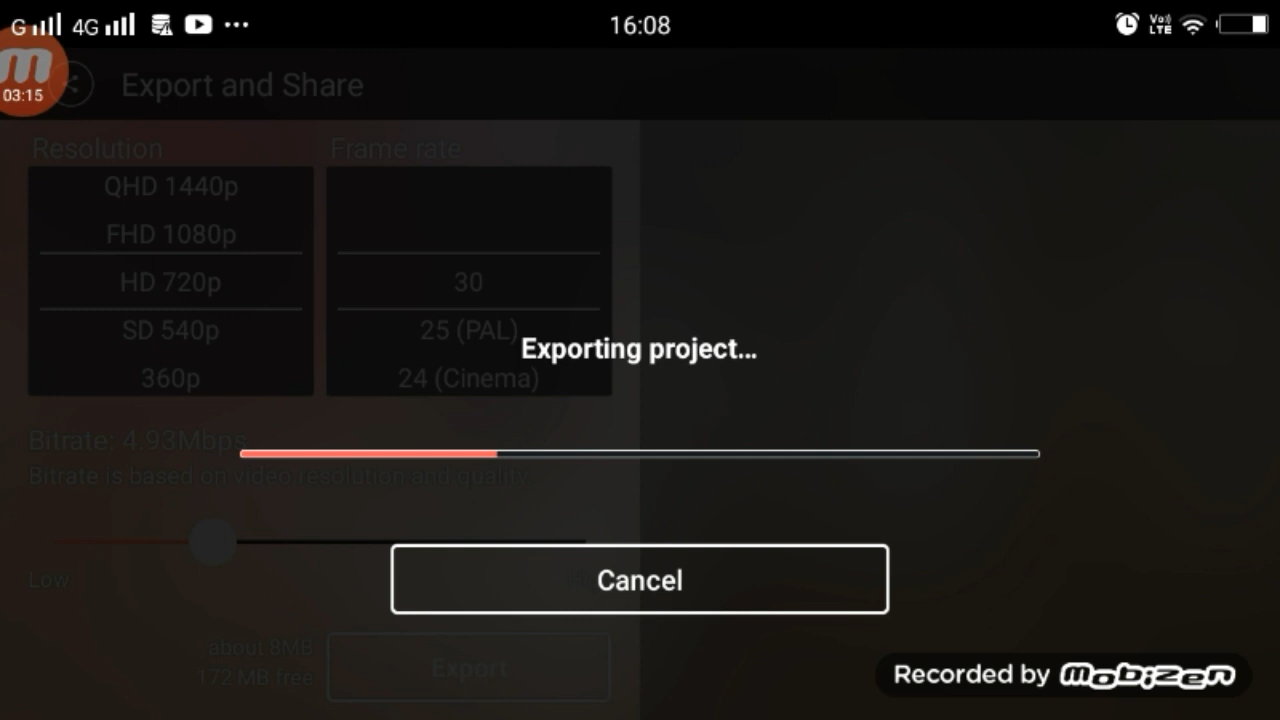 G 4G 16:08 Vo)) LTE
m
03:15
Export and Share
Resolution Frame rate
QHD 1440p
FHD 1080p
HD 720p 30
SD 540p 25 (PAL)
Exporting project...
360p 24 (Cinema)
Bitrate: 4.93Mbps
Bitrate is based on video resolution and quality.
Low
Cancel
about 8MB
172 MB free
Export
Recorded by mobizen